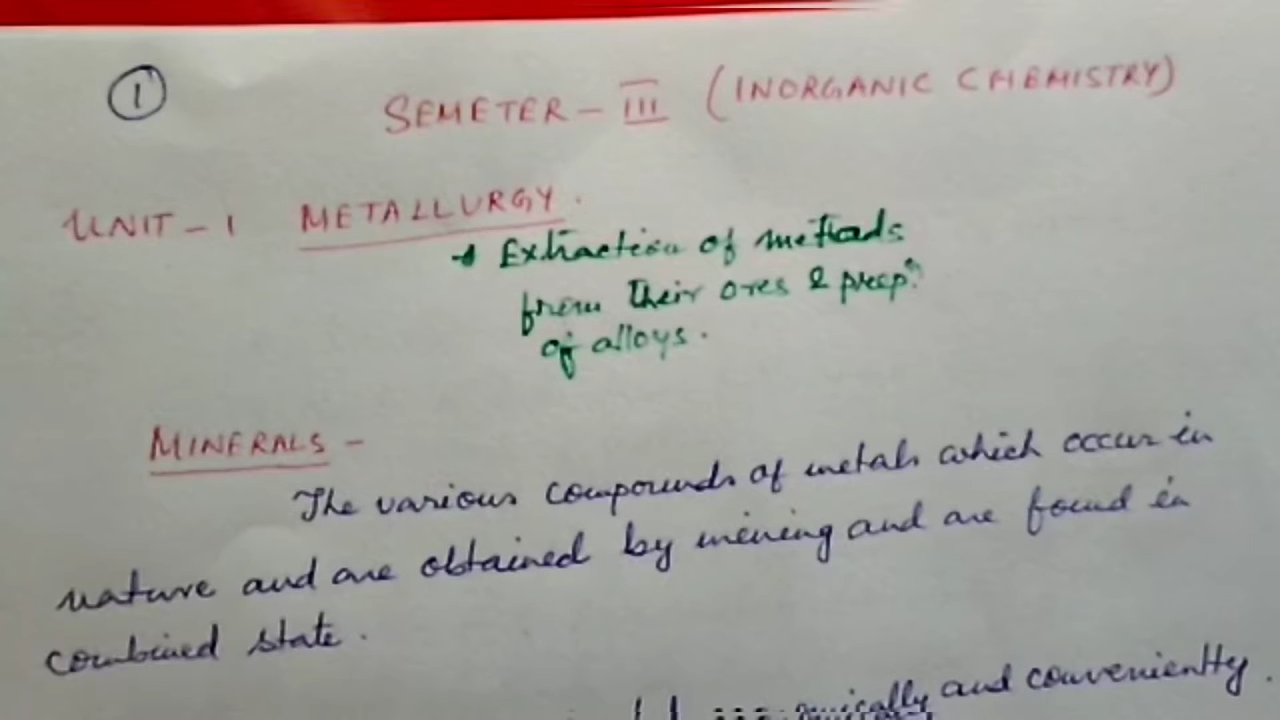 1
SEMETER - III (INORGANIC CHEMISTRY)
UNIT - 1 METALLURGY.
→ Extraction of methods
from their ores & prepn.
of alloys.
MINERALS -
The various compounds of metals which occur in
nature and are obtained by mining and are found in
combined state.
and conveniently.